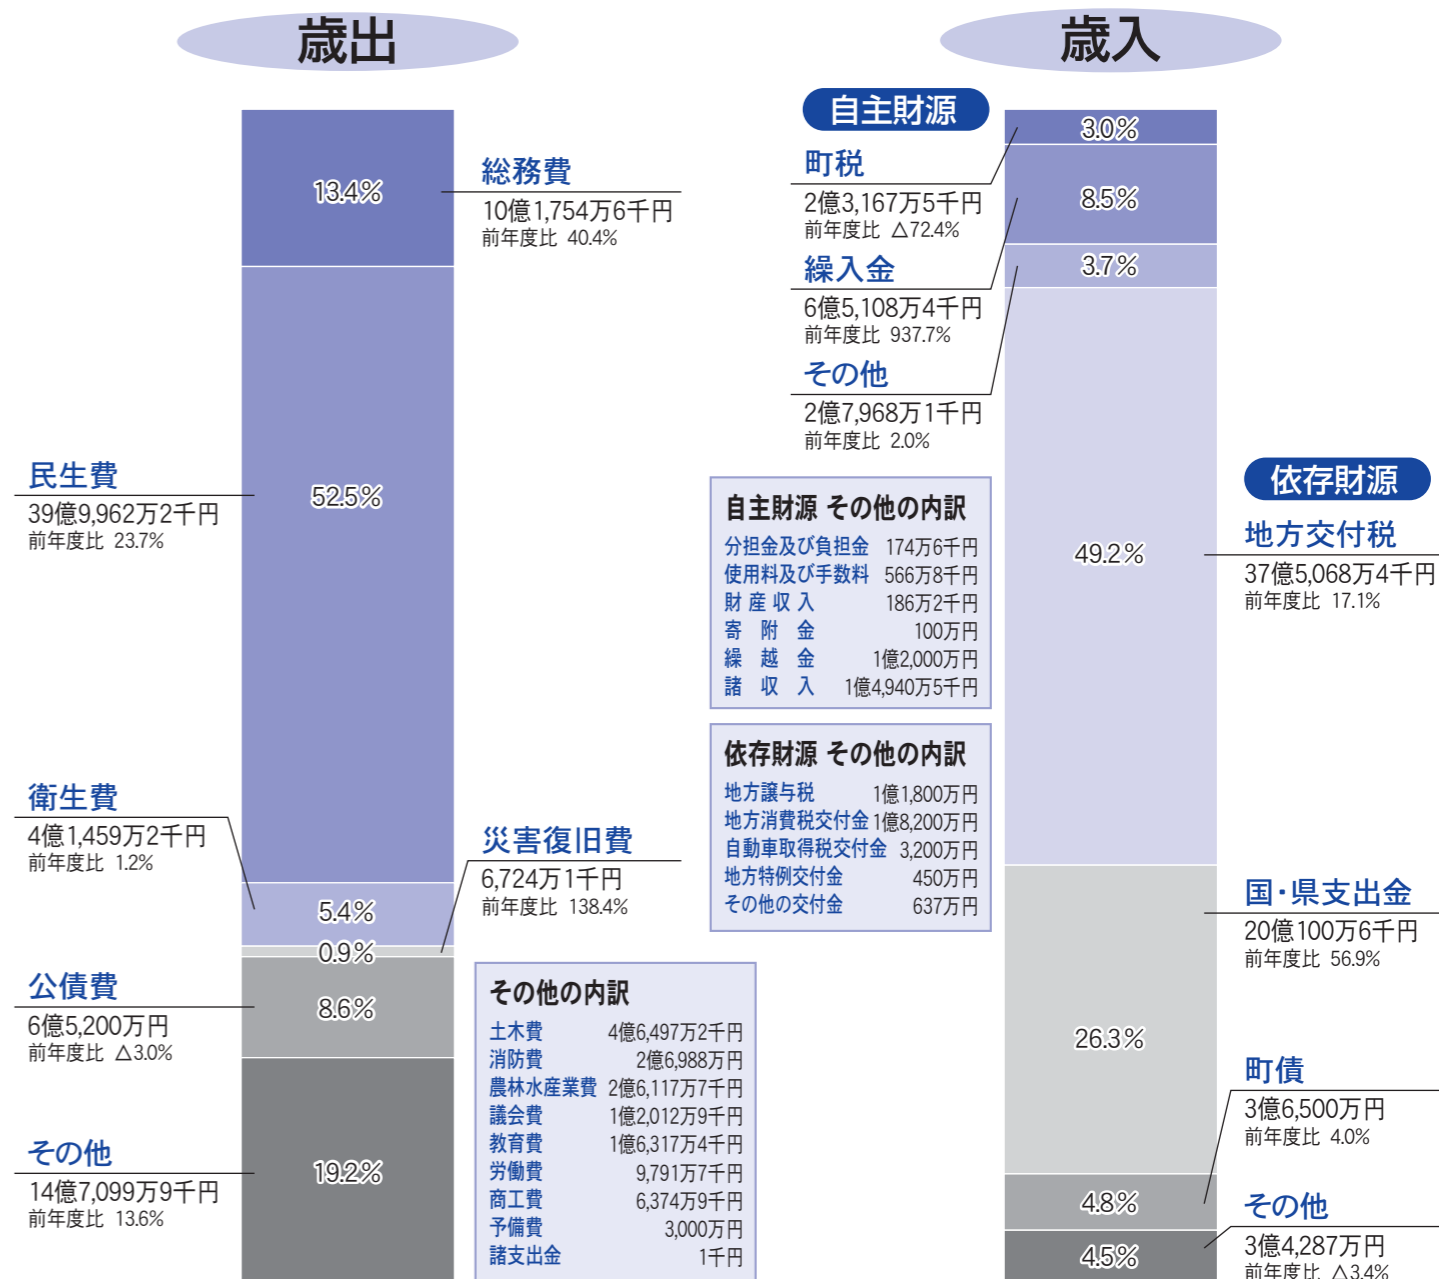 歳出
13.4%
総務費
10億1,754万6千円
前年度比 40.4%
民生費
39億9,962万2千円
前年度比 23.7%
52.5%
衛生費
4億1,459万2千円
前年度比 1.2%
5.4%
災害復旧費
6,724万1千円
前年度比 138.4%
0.9%
公債費
6億5,200万円
前年度比 △3.0%
8.6%
その他
14億7,099万9千円
前年度比 13.6%
19.2%
その他の内訳
土木費 4億6,497万2千円
消防費 2億6,988万円
農林水産業費 2億6,117万7千円
議会費 1億2,012万9千円
教育費 1億6,317万4千円
労働費 9,791万7千円
商工費 6,374万9千円
予備費 3,000万円
諸支出金 1千円
歳入
自主財源
町税
2億3,167万5千円
前年度比 △72.4%
3.0%
繰入金
6億5,108万4千円
前年度比 937.7%
8.5%
その他
2億7,968万1千円
前年度比 2.0%
3.7%
自主財源 その他の内訳
分担金及び負担金 174万6千円
使用料及び手数料 566万8千円
財産収入 186万2千円
寄附金 100万円
繰越金 1億2,000万円
諸収入 1億4,940万5千円
依存財源 その他の内訳
地方譲与税 1億1,800万円
地方消費税交付金 1億8,200万円
自動車取得税交付金 3,200万円
地方特例交付金 450万円
その他の交付金 637万円
依存財源
地方交付税
37億5,068万4千円
前年度比 17.1%
49.2%
国・県支出金
20億100万6千円
前年度比 56.9%
26.3%
町債
3億6,500万円
前年度比 4.0%
4.8%
その他
3億4,287万円
前年度比 △3.4%
4.5%